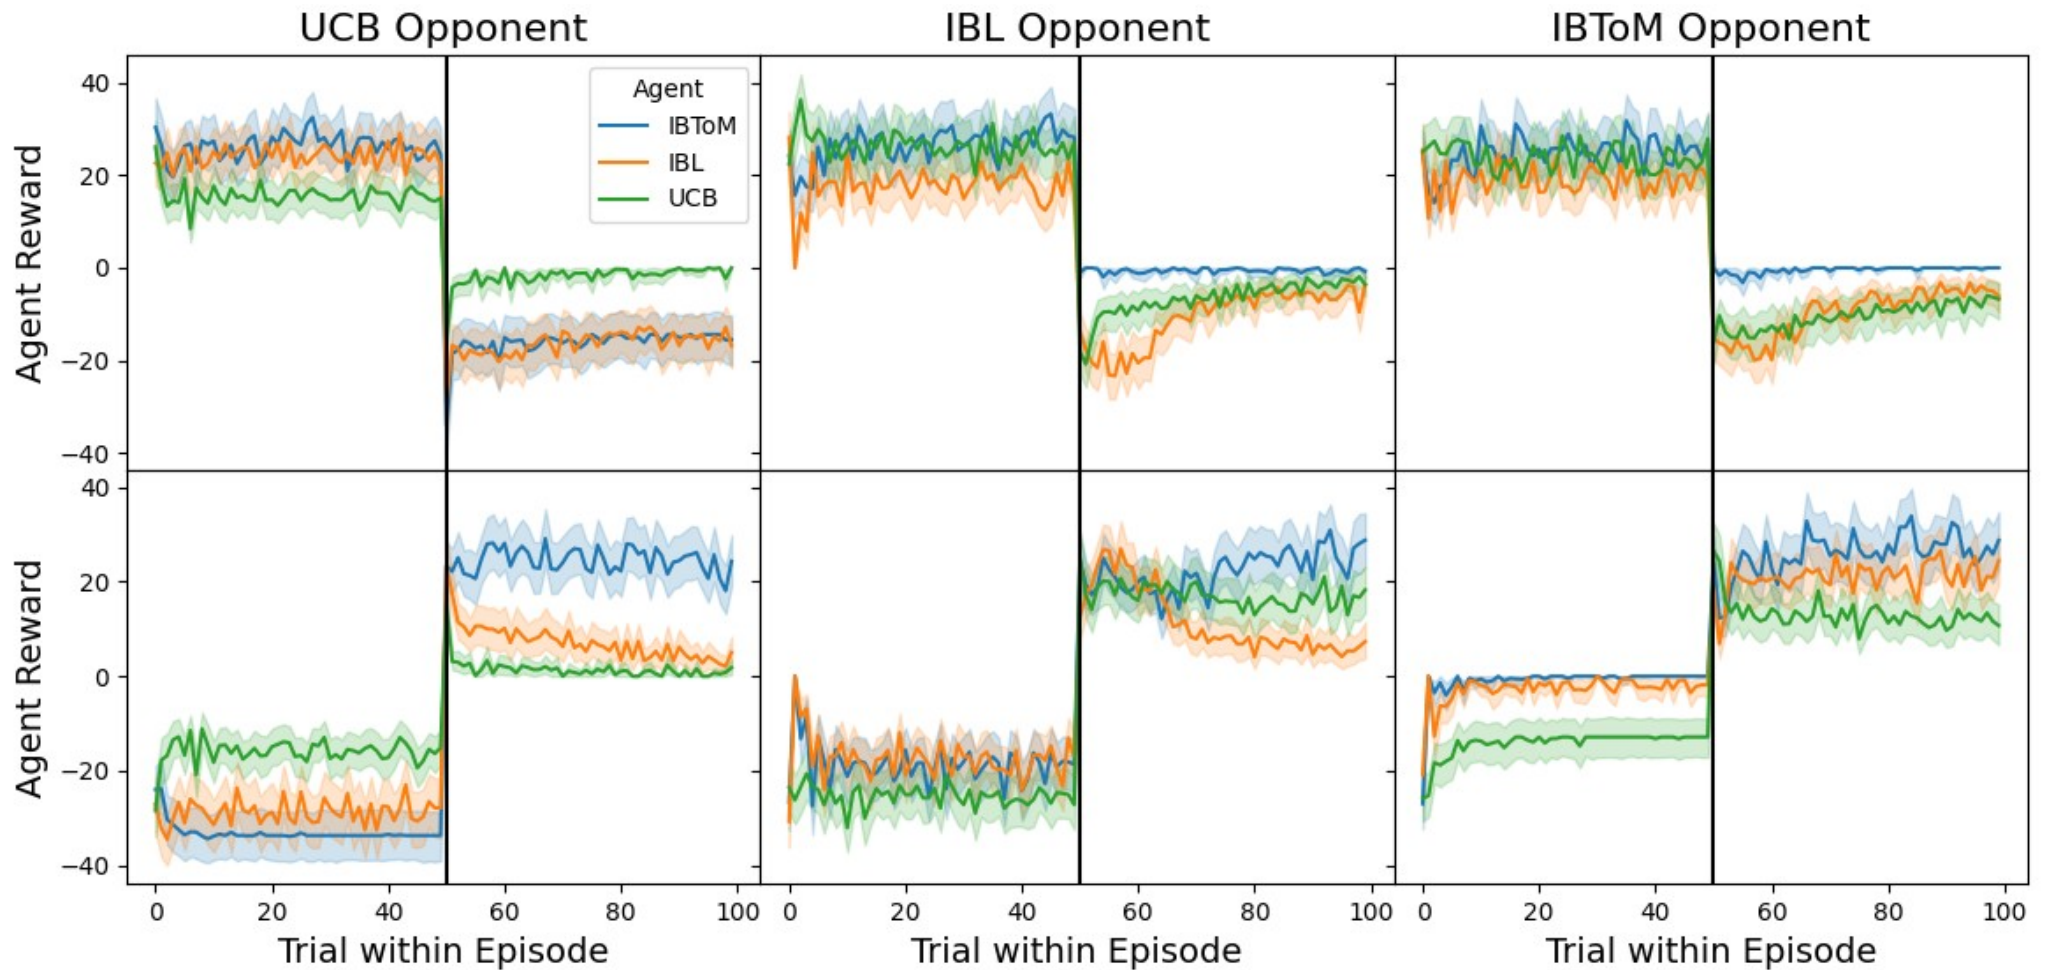 UCB Opponent IBL Opponent IBToM Opponent
Agent
IBToM
IBL
UCB
Agent Reward
40
20
0
−20
−40
Agent Reward
40
20
0
−20
−40
0 20 40 60 80 100 0 20 40 60 80 100 0 20 40 60 80 100
Trial within Episode Trial within Episode Trial within Episode